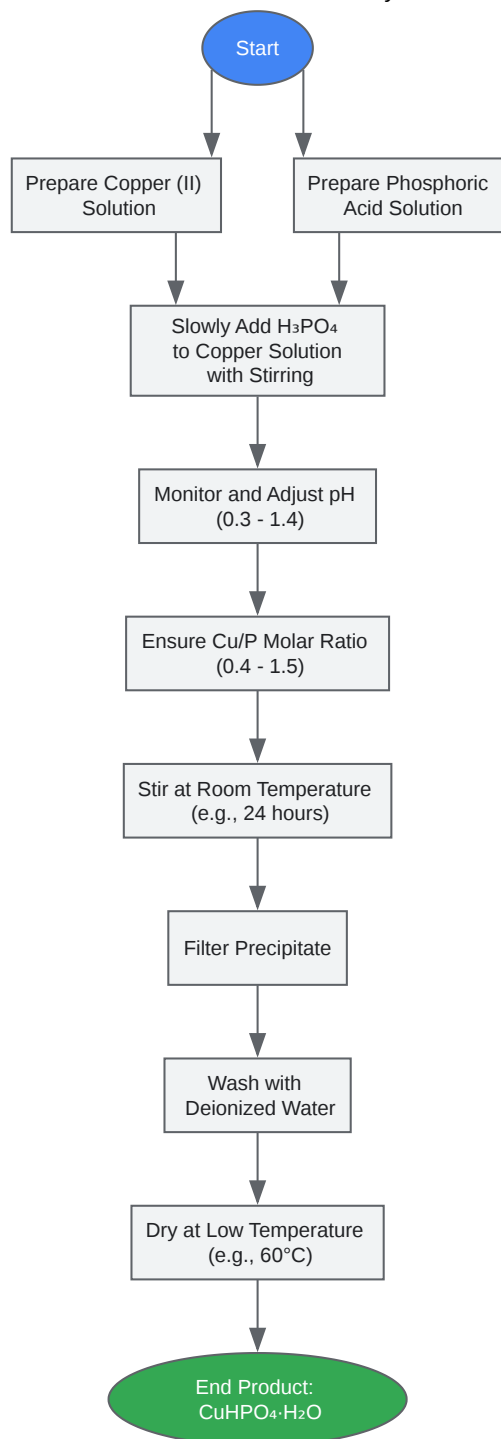 Start
Prepare Copper (II)
Solution
Prepare Phosphoric
Acid Solution
Slowly Add H₃PO₄
to Copper Solution
with Stirring
Monitor and Adjust pH
(0.3 - 1.4)
Ensure Cu/P Molar Ratio
(0.4 - 1.5)
Stir at Room Temperature
(e.g., 24 hours)
Filter Precipitate
Wash with
Deionized Water
Dry at Low Temperature
(e.g., 60°C)
End Product:
CuHPO₄·H₂O